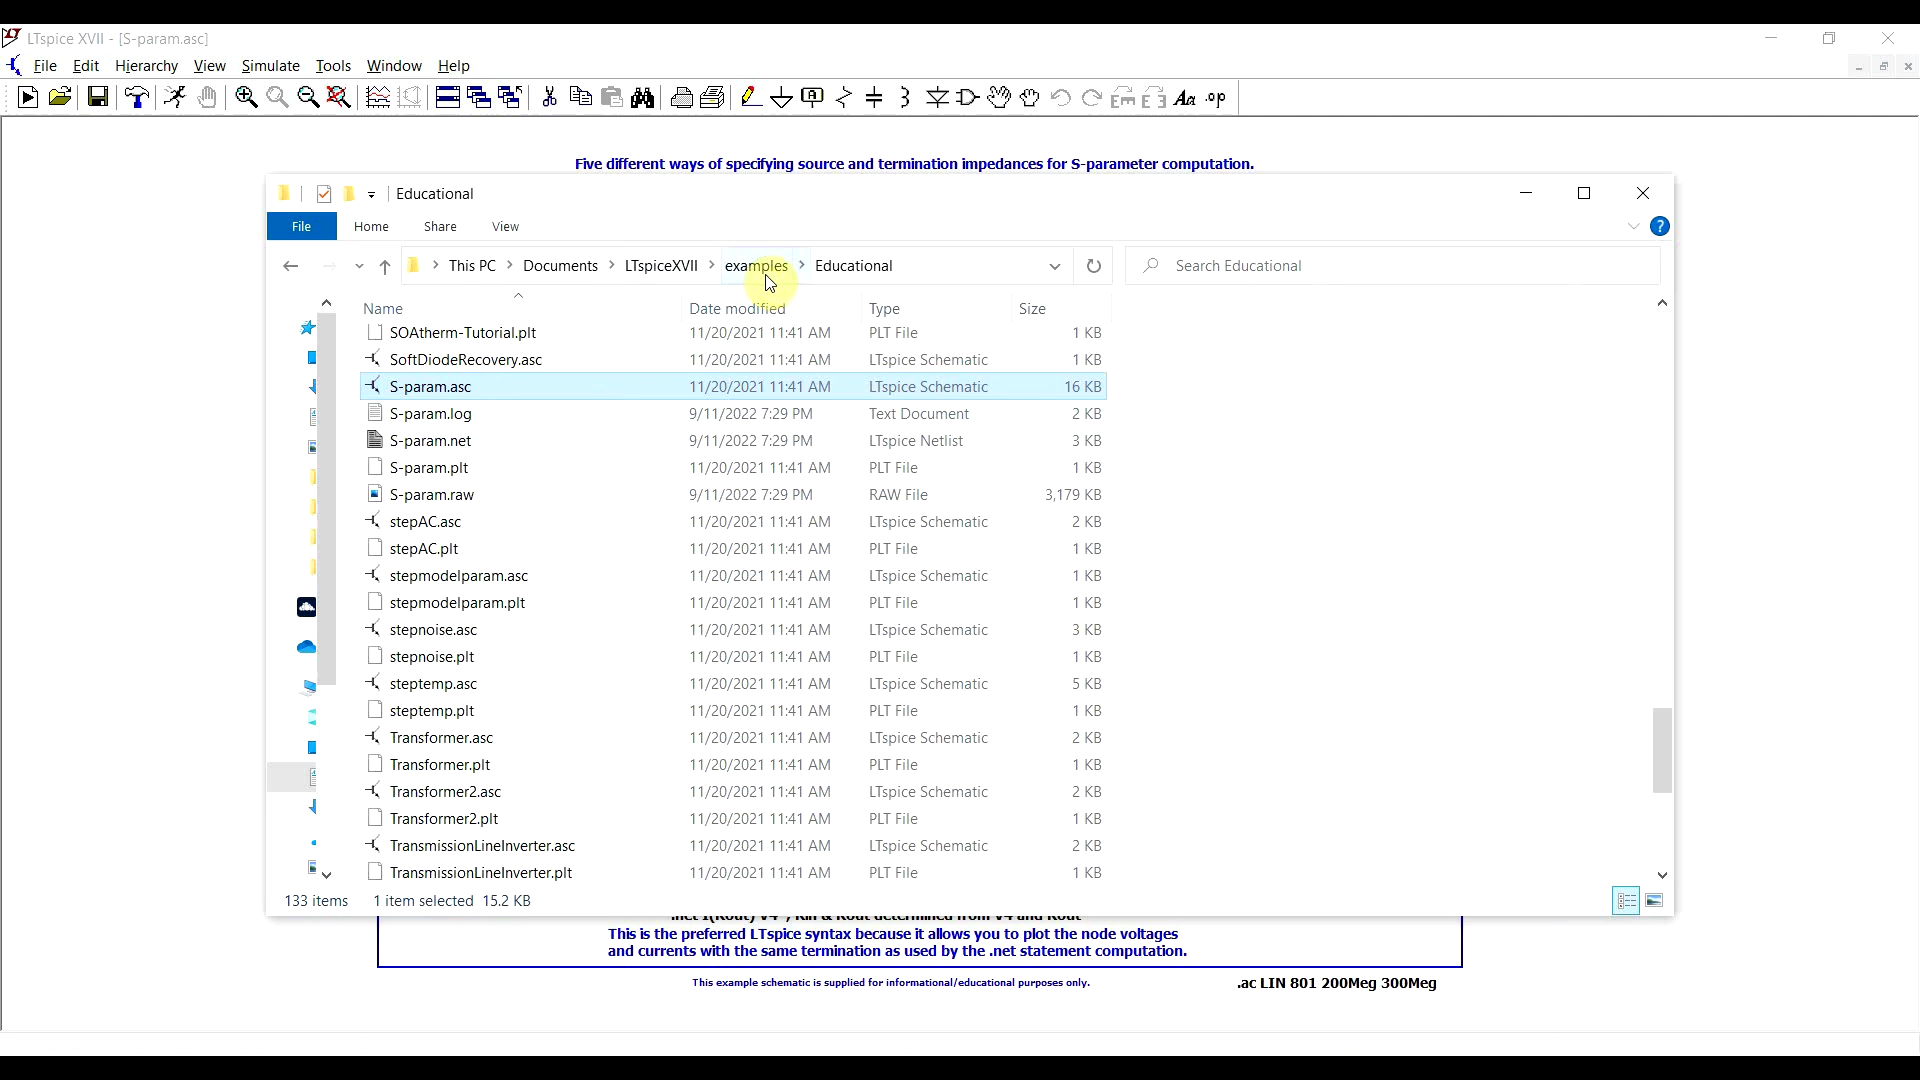 LTspice XVII - [S-param.asc]
File Edit Hierarchy View Simulate Tools Window Help
Aa .op
Five different ways of specifying source and termination impedances for S-parameter computation.
Educational
File Home Share View
This PC > Documents > LTspiceXVII > examples > Educational
Search Educational
Name Date modified Type Size
SOAtherm-Tutorial.plt 11/20/2021 11:41 AM PLT File 1 KB
SoftDiodeRecovery.asc 11/20/2021 11:41 AM LTspice Schematic 1 KB
S-param.asc 11/20/2021 11:41 AM LTspice Schematic 16 KB
S-param.log 9/11/2022 7:29 PM Text Document 2 KB
S-param.net 9/11/2022 7:29 PM LTspice Netlist 3 KB
S-param.plt 11/20/2021 11:41 AM PLT File 1 KB
S-param.raw 9/11/2022 7:29 PM RAW File 3,179 KB
stepAC.asc 11/20/2021 11:41 AM LTspice Schematic 2 KB
stepAC.plt 11/20/2021 11:41 AM PLT File 1 KB
stepmodelparam.asc 11/20/2021 11:41 AM LTspice Schematic 1 KB
stepmodelparam.plt 11/20/2021 11:41 AM PLT File 1 KB
stepnoise.asc 11/20/2021 11:41 AM LTspice Schematic 3 KB
stepnoise.plt 11/20/2021 11:41 AM PLT File 1 KB
steptemp.asc 11/20/2021 11:41 AM LTspice Schematic 5 KB
steptemp.plt 11/20/2021 11:41 AM PLT File 1 KB
Transformer.asc 11/20/2021 11:41 AM LTspice Schematic 2 KB
Transformer.plt 11/20/2021 11:41 AM PLT File 1 KB
Transformer2.asc 11/20/2021 11:41 AM LTspice Schematic 2 KB
Transformer2.plt 11/20/2021 11:41 AM PLT File 1 KB
TransmissionLineInverter.asc 11/20/2021 11:41 AM LTspice Schematic 2 KB
TransmissionLineInverter.plt 11/20/2021 11:41 AM PLT File 1 KB
133 items 1 item selected 15.2 KB
This is the preferred LTspice syntax because it allows you to plot the node voltages
and currents with the same termination as used by the .net statement computation.
This example schematic is supplied for informational/educational purposes only.
.ac LIN 801 200Meg 300Meg